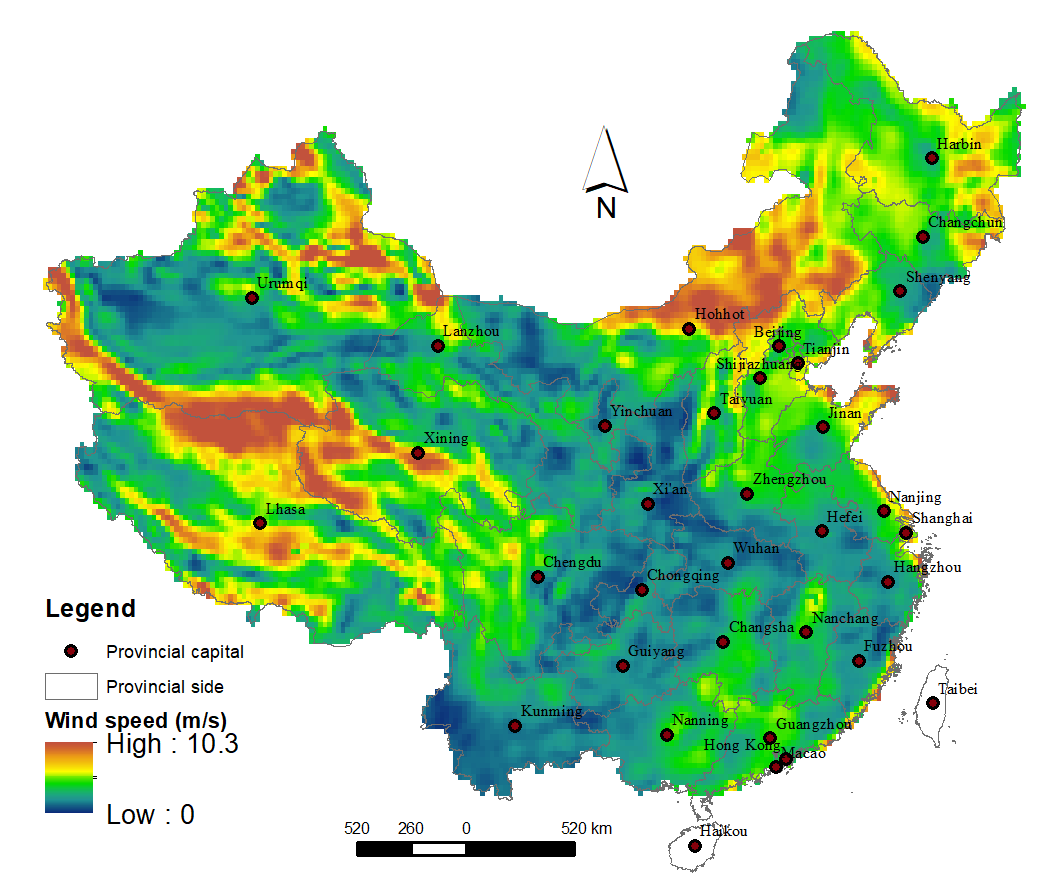 Harbin
Changchun
Shenyang
N
Urumqi
Hohhot
Lanzhou
Beijing
Tianjin
Shijiazhuang
Taiyuan
Yinchuan
Jinan
Xining
Zhengzhou
Xi'an
Nanjing
Lhasa
Hefei
Shanghai
Wuhan
Chengdu
Hangzhou
Chongqing
Legend
Nanchang
Changsha
Provincial capital
Fuzhou
Guiyang
Provincial side
Taibei
Wind speed (m/s)
Kunming
Nanning
Guangzhou
High : 10.3
Hong Kong
Macao
Low : 0
520 260 0 520 km
Haikou